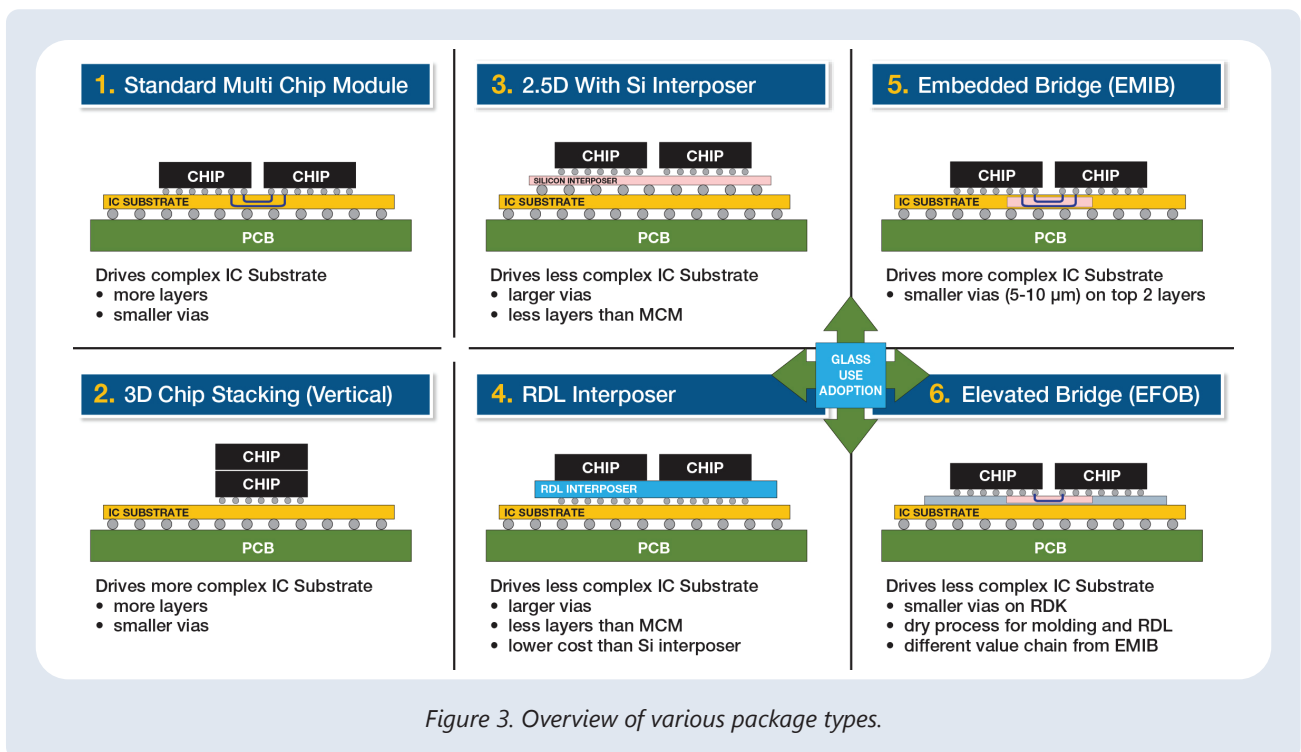 1. Standard Multi Chip Module
CHIP CHIP
IC SUBSTRATE
PCB
Drives complex IC Substrate
• more layers
• smaller vias
2. 3D Chip Stacking (Vertical)
CHIP
CHIP
IC SUBSTRATE
PCB
Drives more complex IC Substrate
• more layers
• smaller vias
3. 2.5D With Si Interposer
CHIP CHIP
SILICON INTERPOSER
IC SUBSTRATE
PCB
Drives less complex IC Substrate
• larger vias
• less layers than MCM
4. RDL Interposer
CHIP CHIP
RDL INTERPOSER
IC SUBSTRATE
PCB
Drives less complex IC Substrate
• larger vias
• less layers than MCM
• lower cost than Si interposer
GLASS
USE
ADOPTION
5. Embedded Bridge (EMIB)
CHIP CHIP
IC SUBSTRATE
PCB
Drives more complex IC Substrate
• smaller vias (5-10 µm) on top 2 layers
6. Elevated Bridge (EFOB)
CHIP CHIP
IC SUBSTRATE
PCB
Drives less complex IC Substrate
• smaller vias on RDK
• dry process for molding and RDL
• different value chain from EMIB
Figure 3. Overview of various package types.